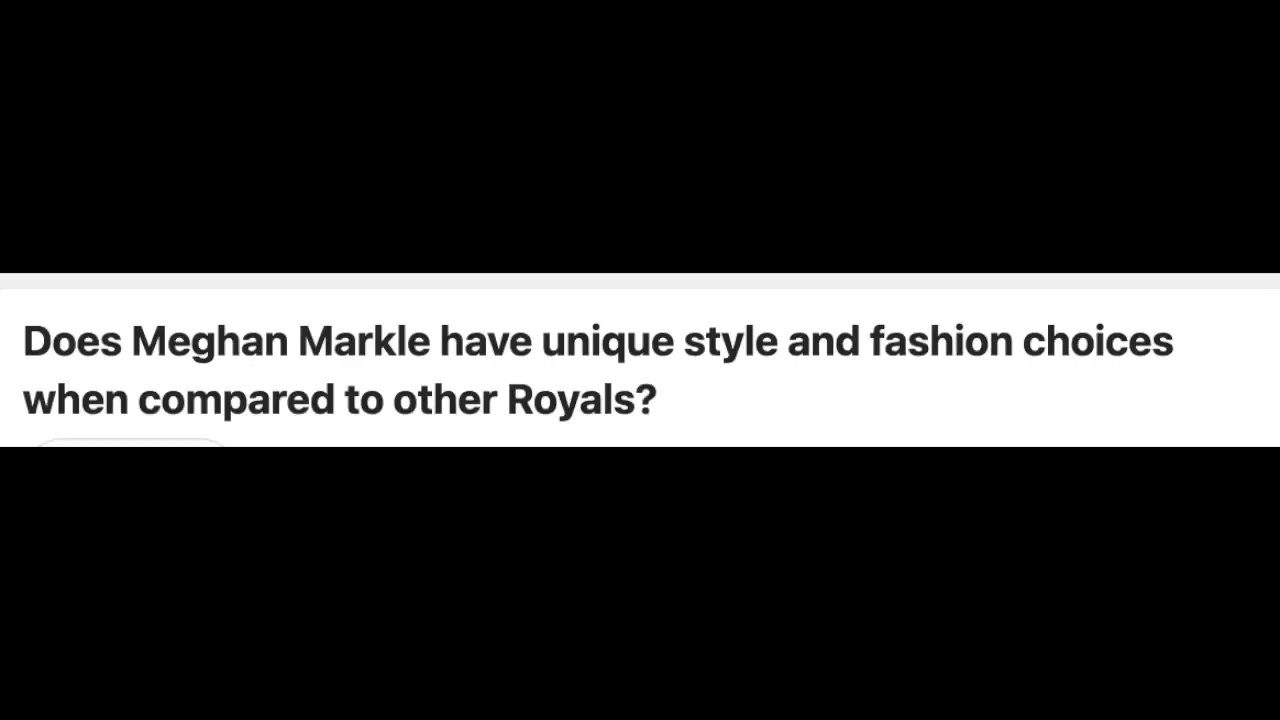 Does Meghan Markle have unique style and fashion choices
when compared to other Royals?